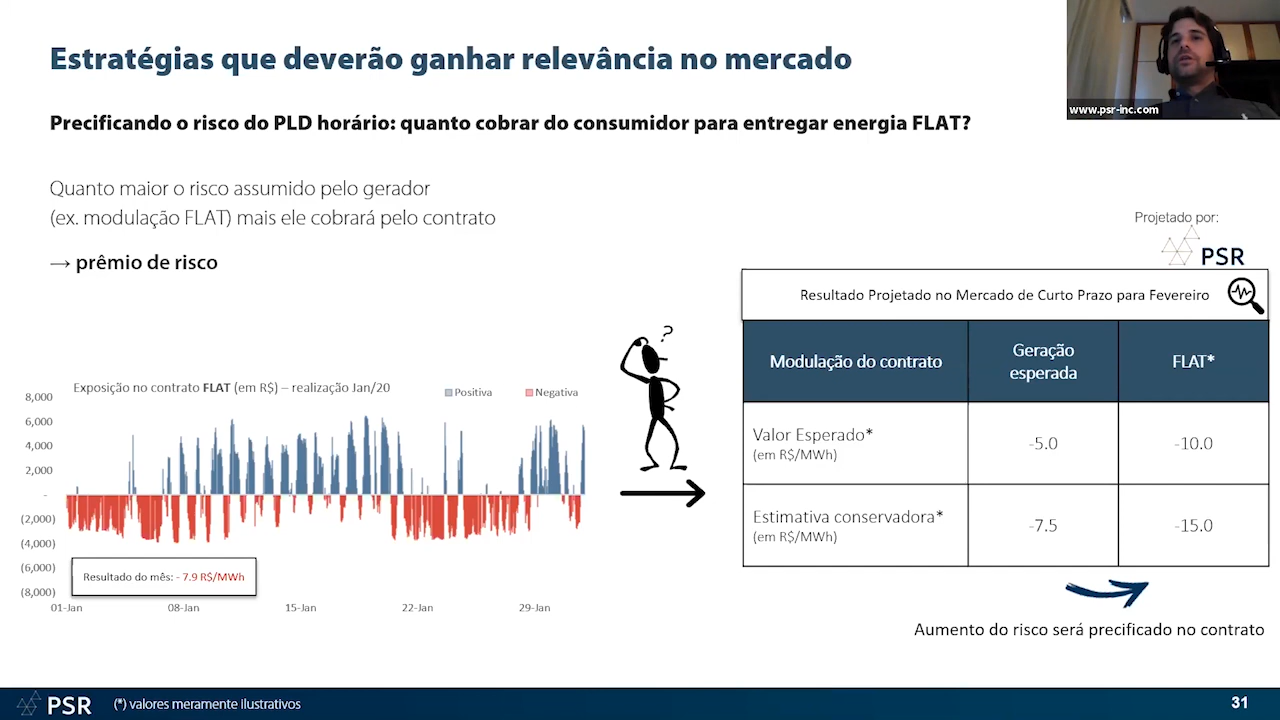 Estratégias que deverão ganhar relevância no mercado
www.psr-inc.com
Precificando o risco do PLD horário: quanto cobrar do consumidor para entregar energia FLAT?
Quanto maior o risco assumido pelo gerador
(ex. modulação FLAT) mais ele cobrará pelo contrato
→ prêmio de risco
Projetado por:
PSR
Resultado Projetado no Mercado de Curto Prazo para Fevereiro
Modulação do contrato
Geração
esperada
FLAT*
Valor Esperado*
(em R$/MWh)
-5.0
-10.0
Estimativa conservadora*
(em R$/MWh)
-7.5
-15.0
Aumento do risco será precificado no contrato
?
Exposição no contrato FLAT (em R$) – realização Jan/20
Positiva
Negativa
8,000
6,000
4,000
2,000
-
(2,000)
(4,000)
(6,000)
(8,000)
Resultado do mês: - 7.9 R$/MWh
01-Jan
08-Jan
15-Jan
22-Jan
29-Jan
PSR
(*) valores meramente ilustrativos
31